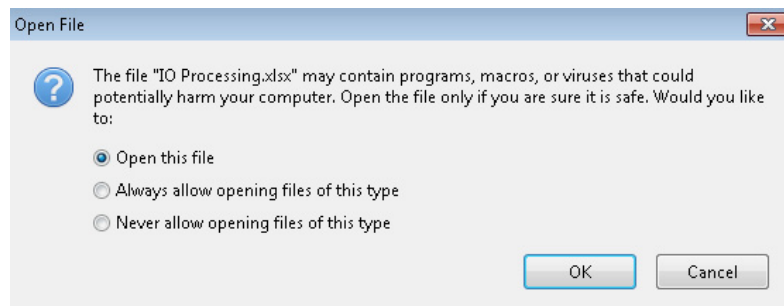 Open File
The file "IO Processing.xlsx" may contain programs, macros, or viruses that could
potentially harm your computer. Open the file only if you are sure it is safe. Would you like
to:
Open this file
Always allow opening files of this type
Never allow opening files of this type
OK Cancel